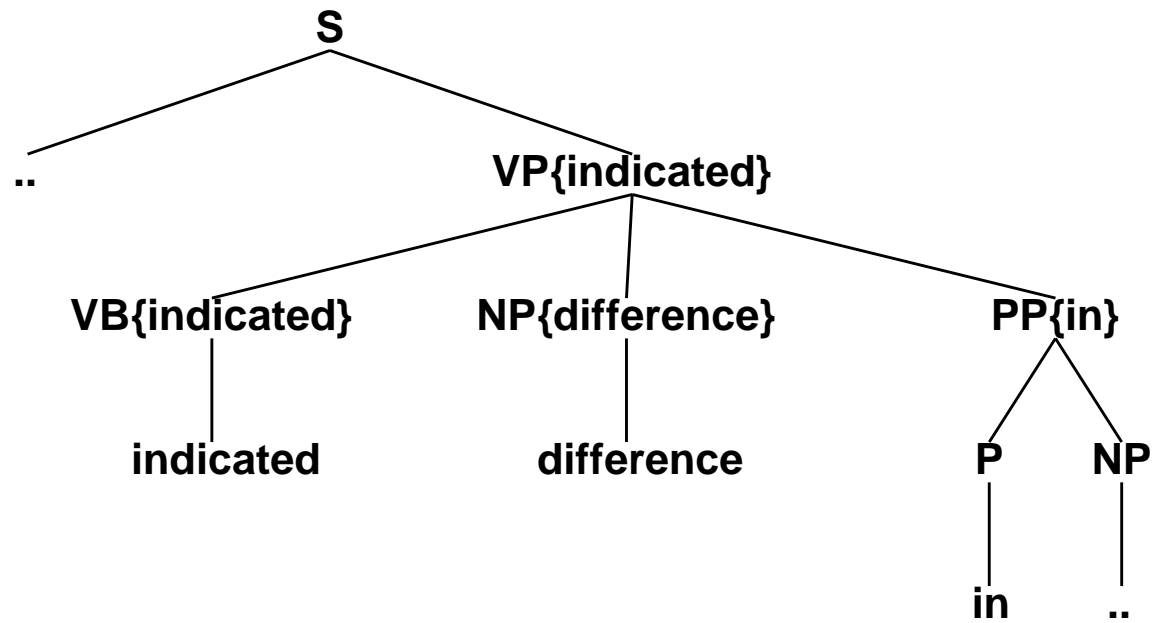 S
.. VP{indicated}
VB{indicated} NP{difference} PP{in}
indicated difference P NP
in ..